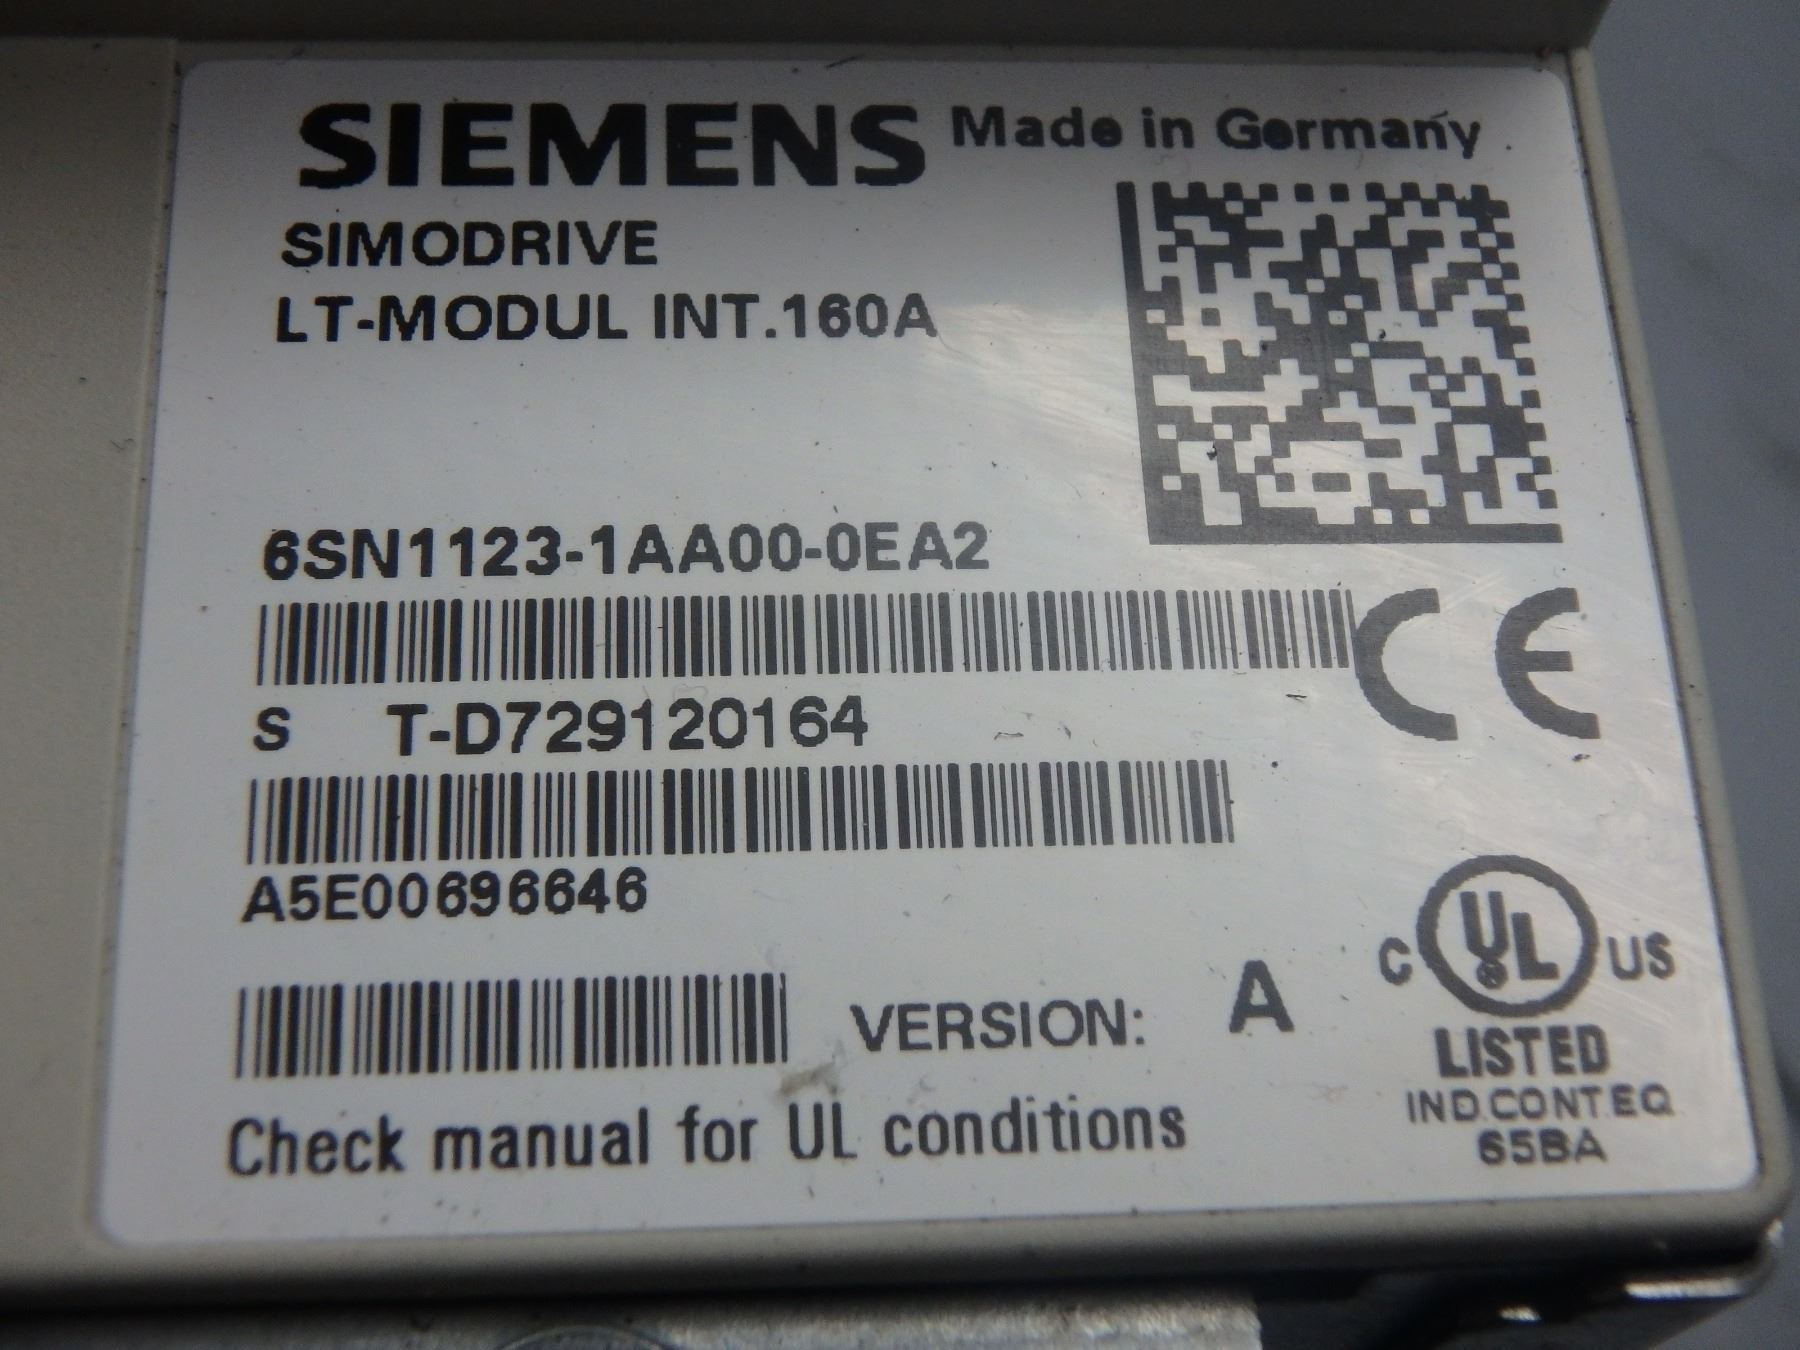 SIEMENS Made in Germany
SIMODRIVE
LT-MODUL INT.160A
6SN1123-1AA00-0EA2
CE
S T-D729120164
A5E00696646
VERSION: A
C UL US
LISTED
IND.CONT.EQ
65BA
Check manual for UL conditions